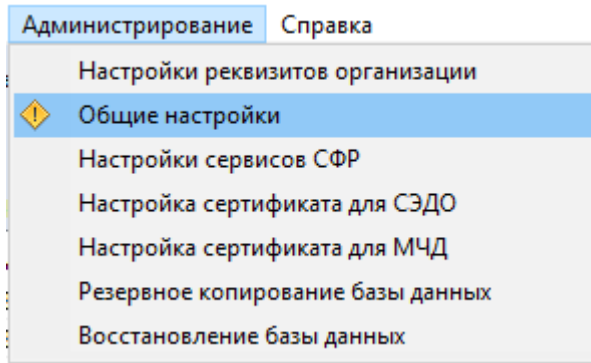 Администрирование Справка
Настройки реквизитов организации
Общие настройки
Настройки сервисов СФР
Настройка сертификата для СЭДО
Настройка сертификата для МЧД
Резервное копирование базы данных
Восстановление базы данных